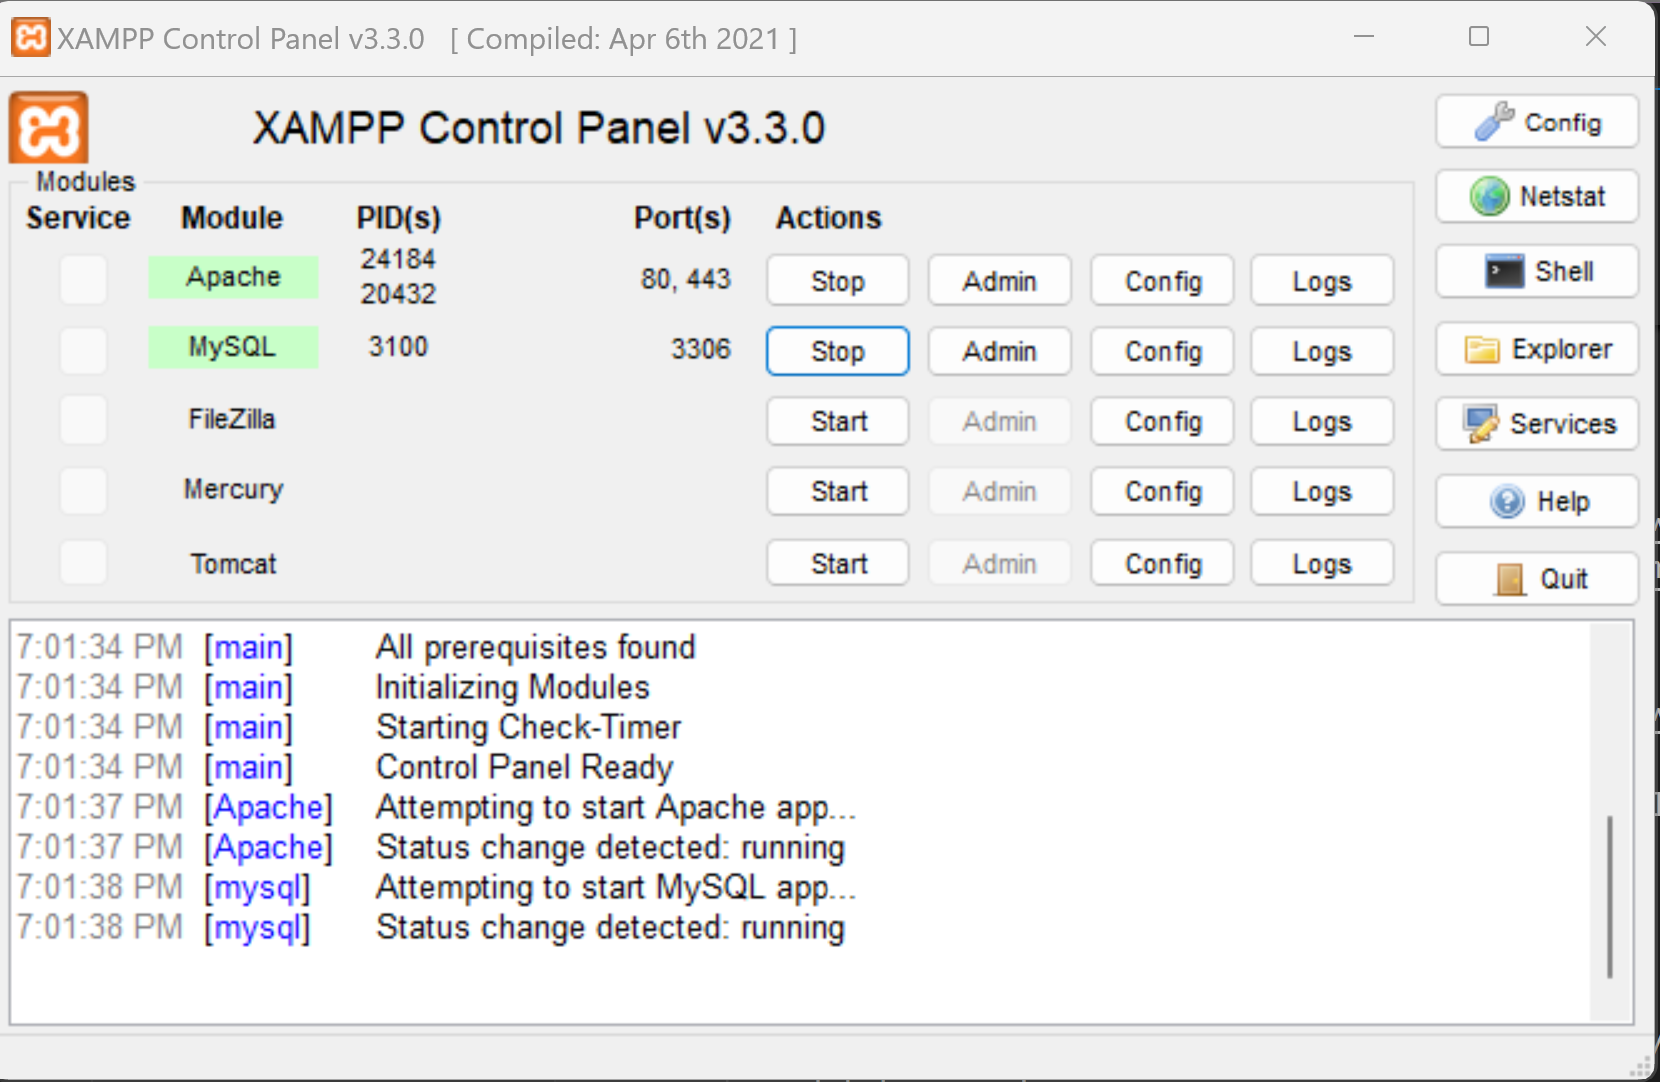 XAMPP Control Panel v3.3.0 [ Compiled: Apr 6th 2021 ]
XAMPP Control Panel v3.3.0
Config
Modules
Service Module PID(s) Port(s) Actions
Netstat
Apache 24184 20432 80, 443 Stop Admin Config Logs
Shell
MySQL 3100 3306 Stop Admin Config Logs
Explorer
FileZilla Start Admin Config Logs
Services
Mercury Start Admin Config Logs
Help
Tomcat Start Admin Config Logs
Quit
7:01:34 PM [main] All prerequisites found
7:01:34 PM [main] Initializing Modules
7:01:34 PM [main] Starting Check-Timer
7:01:34 PM [main] Control Panel Ready
7:01:37 PM [Apache] Attempting to start Apache app...
7:01:37 PM [Apache] Status change detected: running
7:01:38 PM [mysql] Attempting to start MySQL app...
7:01:38 PM [mysql] Status change detected: running